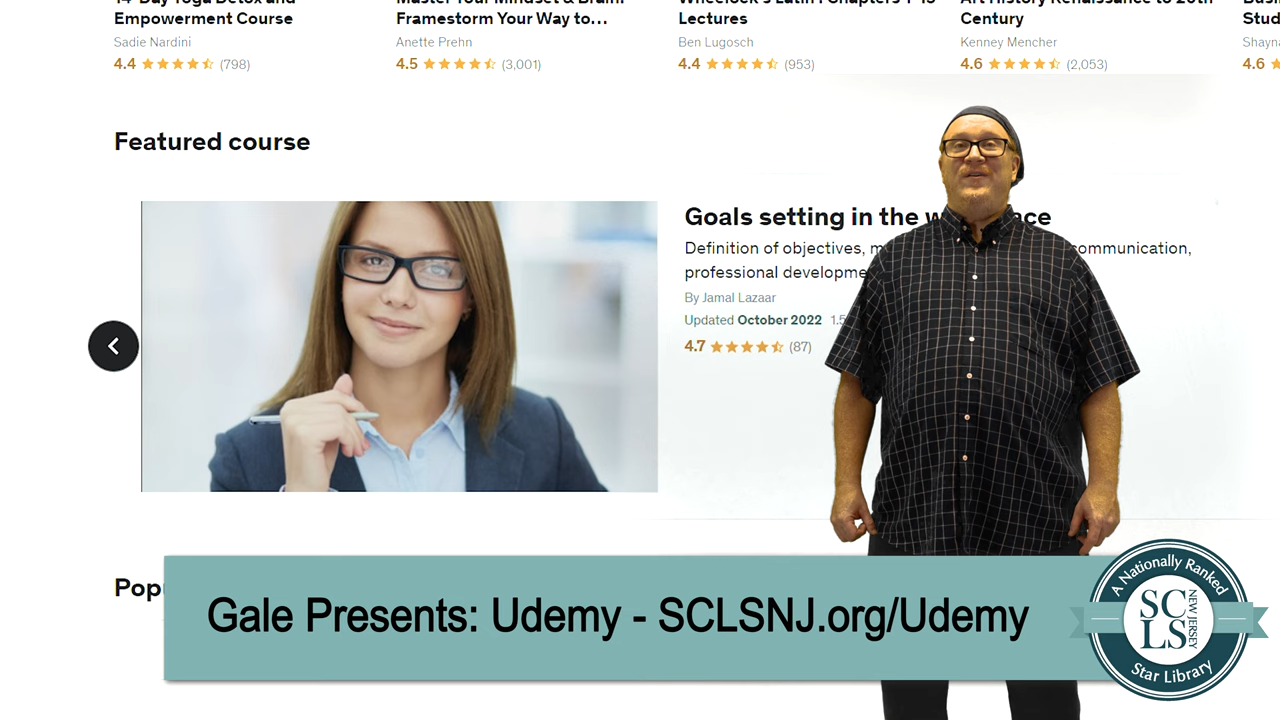 14-Day Yoga Detox and
Empowerment Course
Sadie Nardini
4.4 (798)
Master Your Mindset & Brain:
Framestorm Your Way to...
Anette Prehn
4.5 (3,001)
Wheelock's Latin : Chapters 1-15
Lectures
Ben Lugosch
4.4 (953)
Art History Renaissance to 20th
Century
Kenney Mencher
4.6 (2,053)
4.6
Featured course
Goals setting in the
Definition of objectives, communication,
professional
By Jamal Lazaar
Updated October 2022
4.7 (87)
Gale Presents: Udemy - SCLSNJ.org/Udemy
A Nationally Ranked
SC
LS
NEW JERSEY
Star Library